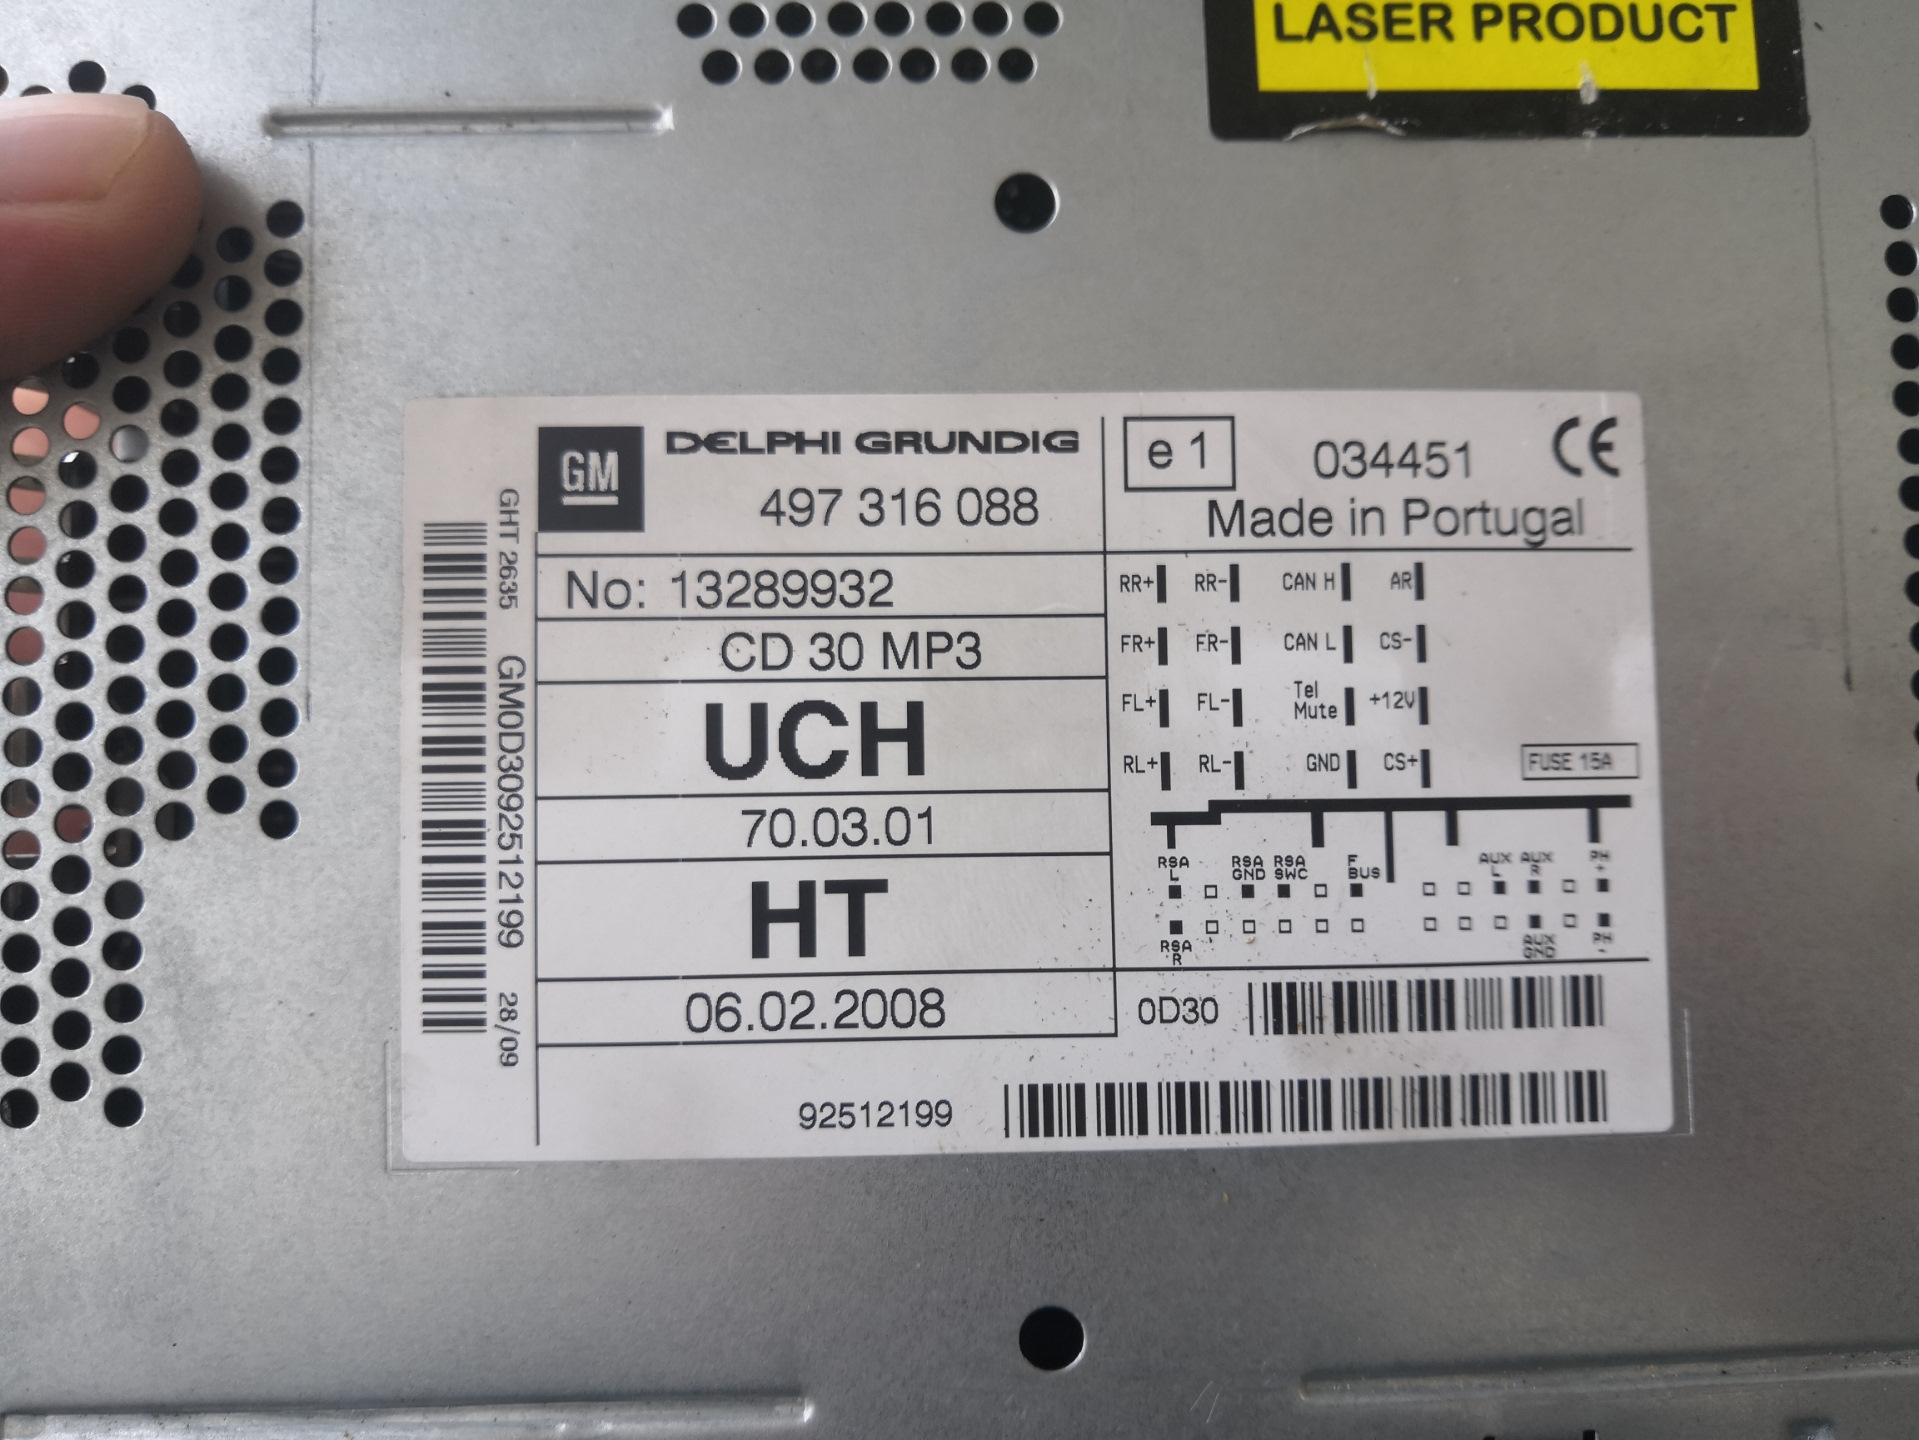 LASER PRODUCT
GM
DELPHI GRUNDIG
497 316 088
e 1
034451
CE
Made in Portugal
GHT 2635 GM0D3092512199 28/09
No: 13289932
CD 30 MP3
UCH
70.03.01
HT
06.02.2008
RR+ RR- CAN H AR
FR+ FR- CAN L CS-
FL+ FL- Tel Mute +12V
RL+ RL- GND CS+
FUSE 15A
RSA L
RSA GND
RSA SWC
F BUS
AUX L
AUX R
PH +
RSA R
AUX GND
PH -
0D30
92512199